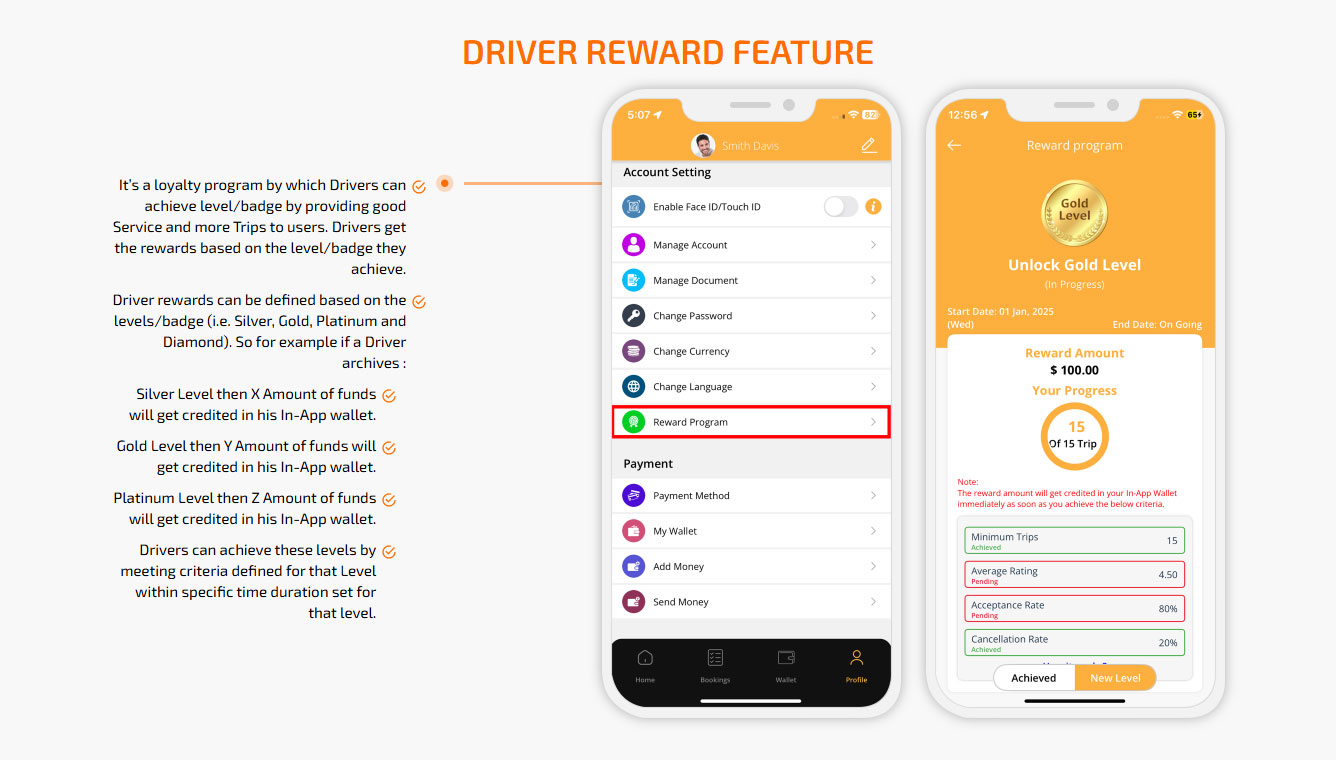 DRIVER REWARD FEATURE
It's a loyalty program by which Drivers can
achieve level/badge by providing good
Service and more Trips to users. Drivers get
the rewards based on the level/badge they
achieve.
Driver rewards can be defined based on the
levels/badge (i.e. Silver, Gold, Platinum and
Diamond). So for example if a Driver
archives :
Silver Level then X Amount of funds
will get credited in his In-App wallet.
Gold Level then Y Amount of funds will
get credited in his In-App wallet.
Platinum Level then Z Amount of funds
will get credited in his In-App wallet.
Drivers can achieve these levels by
meeting criteria defined for that Level
within specific time duration set for
that level.
5:07
82
Smith Davis
Account Setting
Enable Face ID/Touch ID
Manage Account
Manage Document
Change Password
Change Currency
Change Language
Reward Program
Payment
Payment Method
My Wallet
Add Money
Send Money
Home
Bookings
Wallet
Profile
12:56
65
Reward program
Gold
Level
Unlock Gold Level
(In Progress)
Start Date: 01 Jan, 2025
(Wed)
End Date: On Going
Reward Amount
$ 100.00
Your Progress
15
Of 15 Trip
Note:
The reward amount will get credited in your In-App Wallet
immediately as soon as you achieve the below criteria.
Minimum Trips
Achieved
15
Average Rating
Pending
4.50
Acceptance Rate
Pending
80%
Cancellation Rate
Achieved
20%
Achieved
New Level